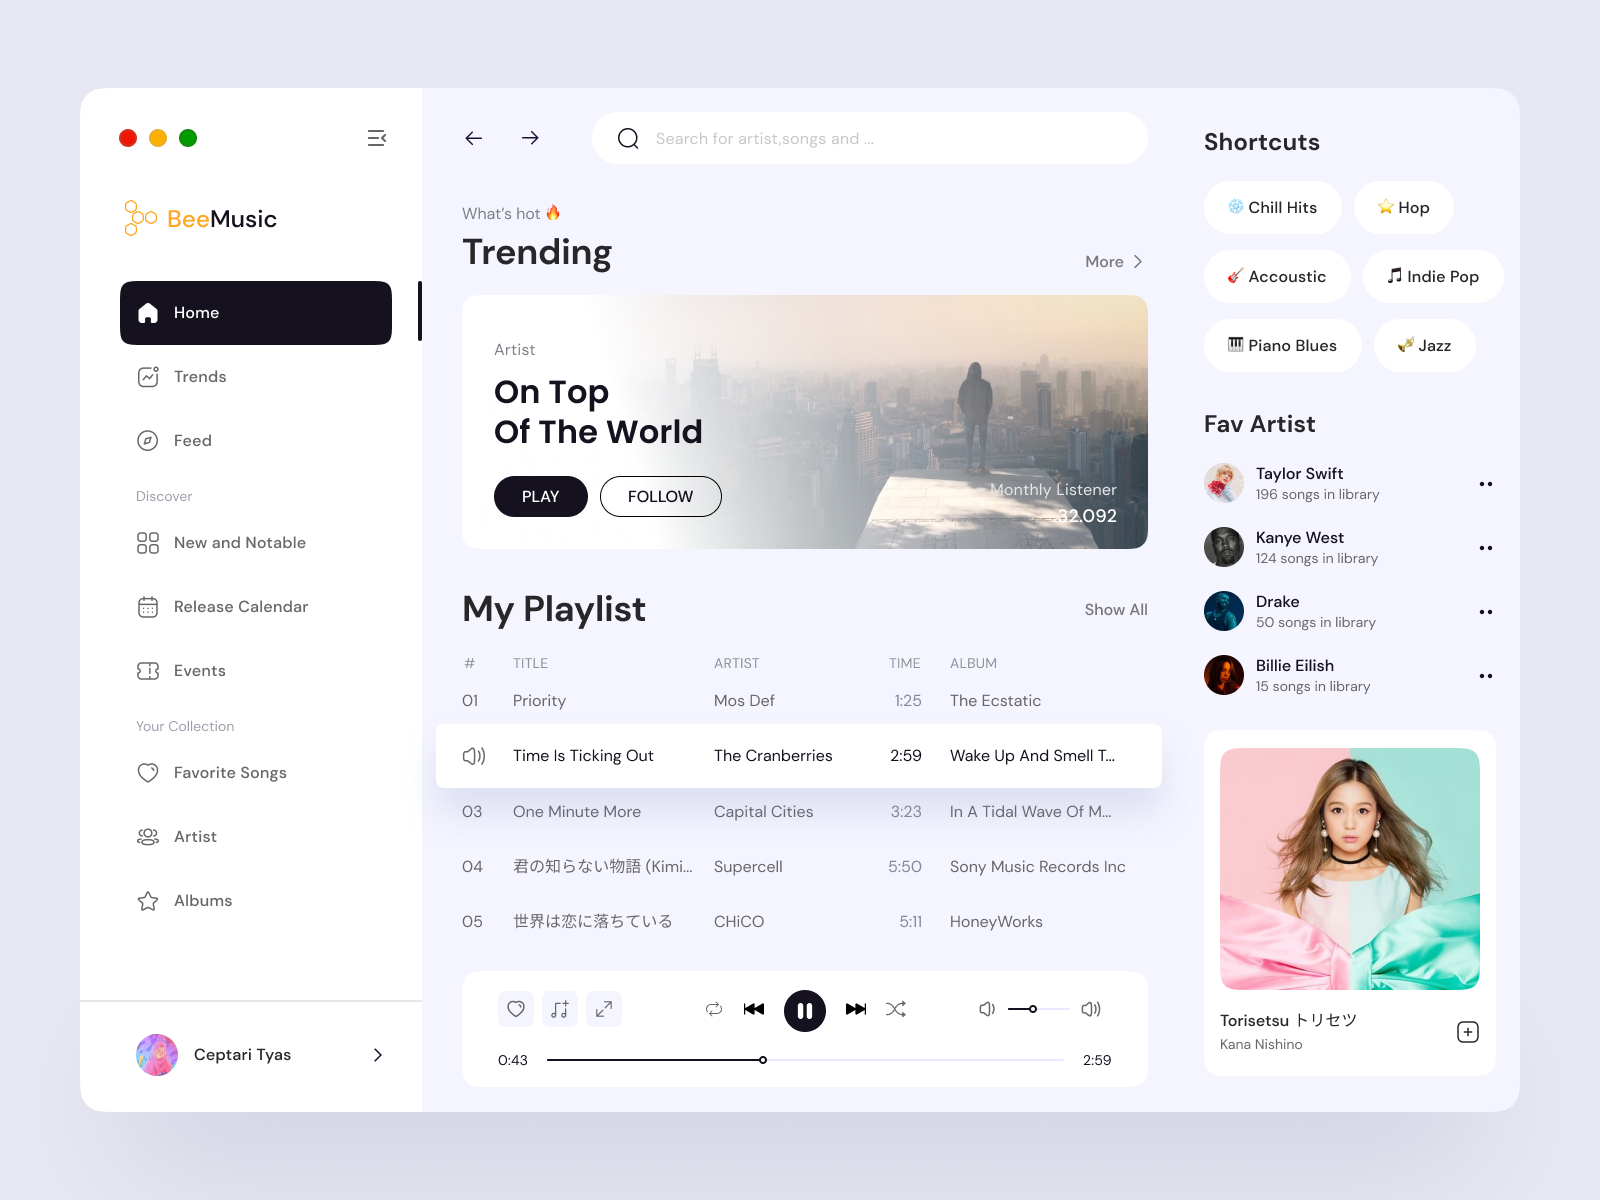 BeeMusic
Home
Trends
Feed
Discover
New and Notable
Release Calendar
Events
Your Collection
Favorite Songs
Artist
Albums
Ceptari Tyas
Search for artist,songs and ...
What's hot 🔥
Trending
More
Artist
On Top
Of The World
PLAY
FOLLOW
Monthly Listener
32.092
My Playlist
Show All
# TITLE ARTIST TIME ALBUM
01 Priority Mos Def 1:25 The Ecstatic
Time Is Ticking Out The Cranberries 2:59 Wake Up And Smell T...
03 One Minute More Capital Cities 3:23 In A Tidal Wave Of M...
04 君の知らない物語 (Kimi... Supercell 5:50 Sony Music Records Inc
05 世界は恋に落ちている CHiCO 5:11 HoneyWorks
0:43
2:59
Shortcuts
Chill Hits
Hop
Accoustic
Indie Pop
Piano Blues
Jazz
Fav Artist
Taylor Swift
196 songs in library
Kanye West
124 songs in library
Drake
50 songs in library
Billie Eilish
15 songs in library
Torisetsu トリセツ
Kana Nishino